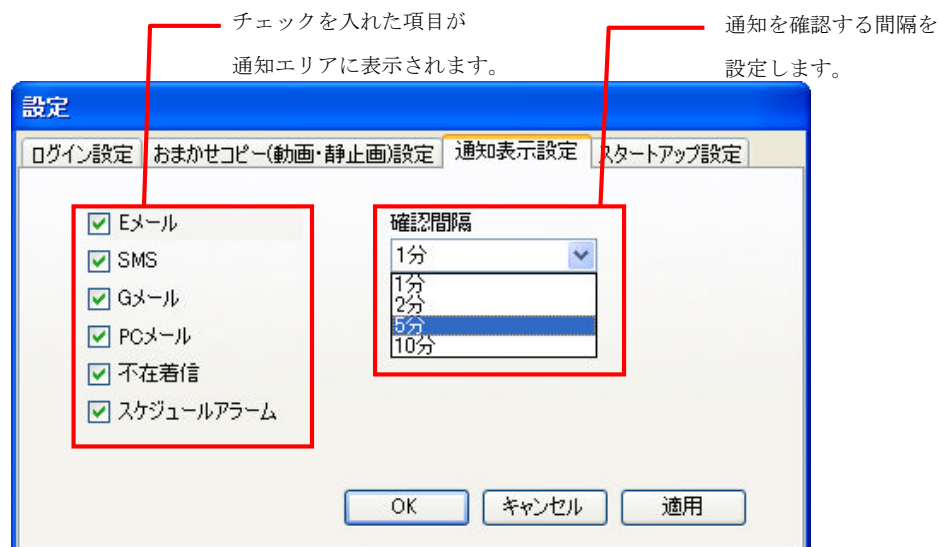 チェックを入れた項目が
通知エリアに表示されます。
通知を確認する間隔を
設定します。
設定
ログイン設定
おまかせコピー(動画・静止画)設定
通知表示設定
スタートアップ設定
Eメール
SMS
Gメール
PCメール
不在着信
スケジュールアラーム
確認間隔
1分
1分
2分
5分
10分
OK
キャンセル
適用